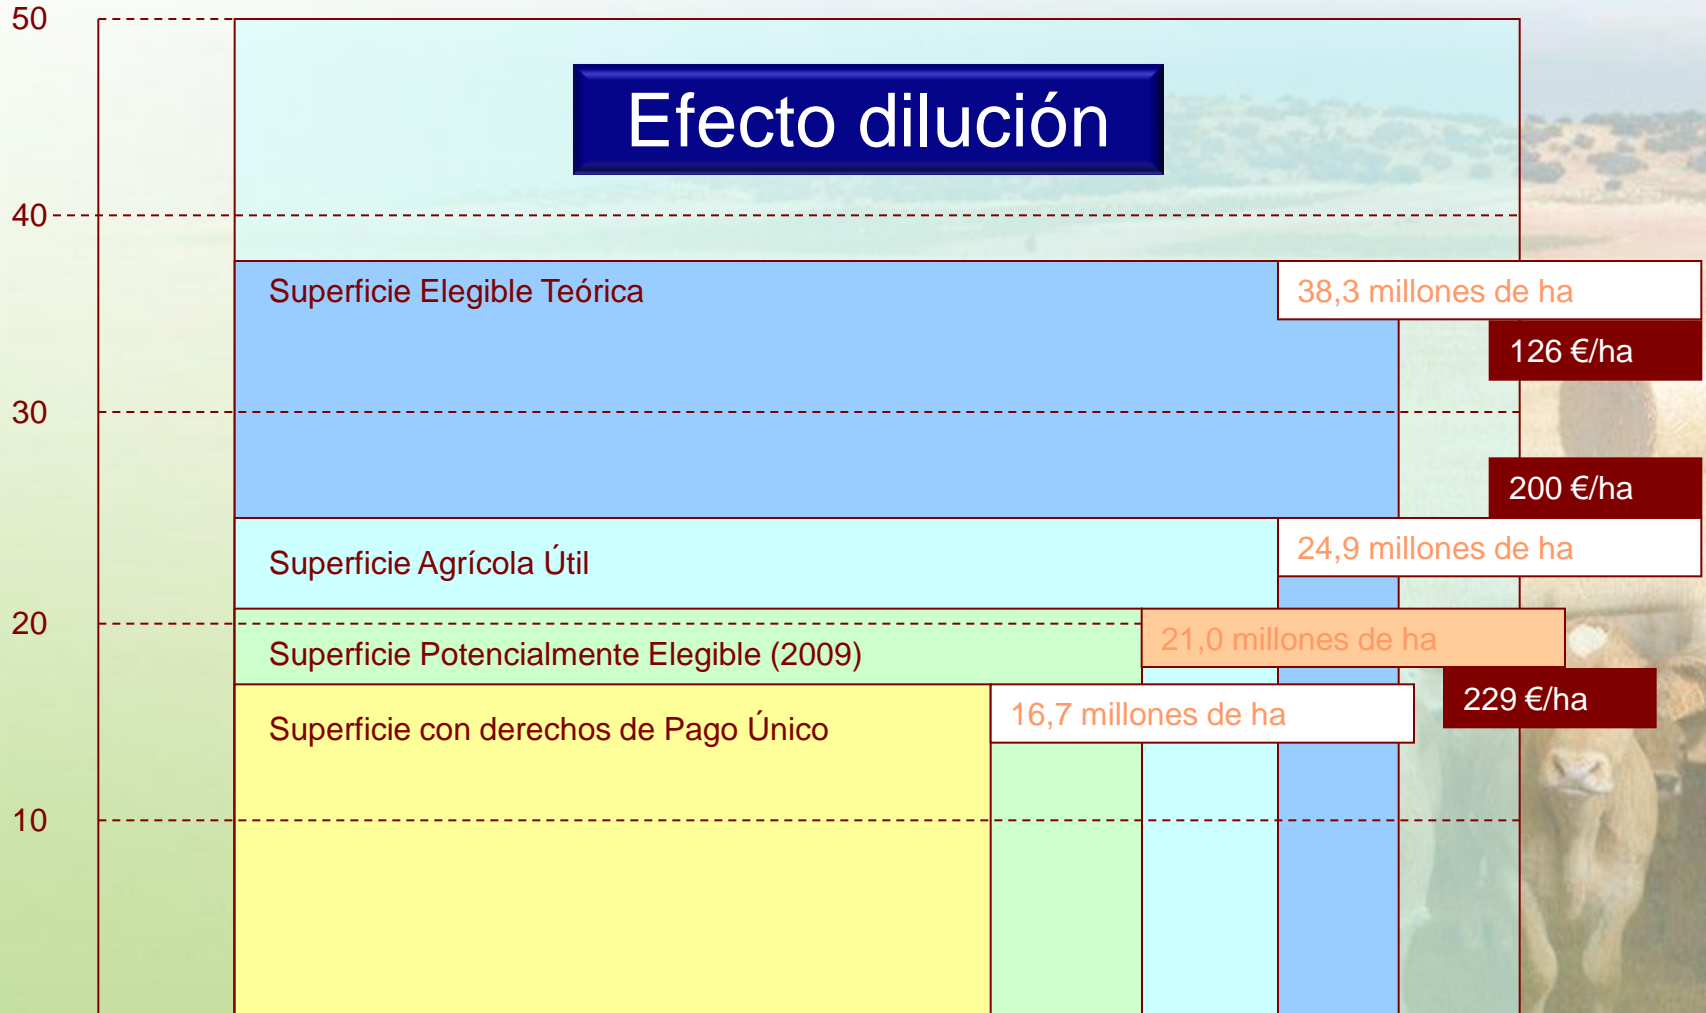 50
Efecto dilución
40
Superficie Elegible Teórica
38,3 millones de ha
126 €/ha
30
200 €/ha
Superficie Agrícola Útil
24,9 millones de ha
20
Superficie Potencialmente Elegible (2009)
21,0 millones de ha
229 €/ha
Superficie con derechos de Pago Único
16,7 millones de ha
10